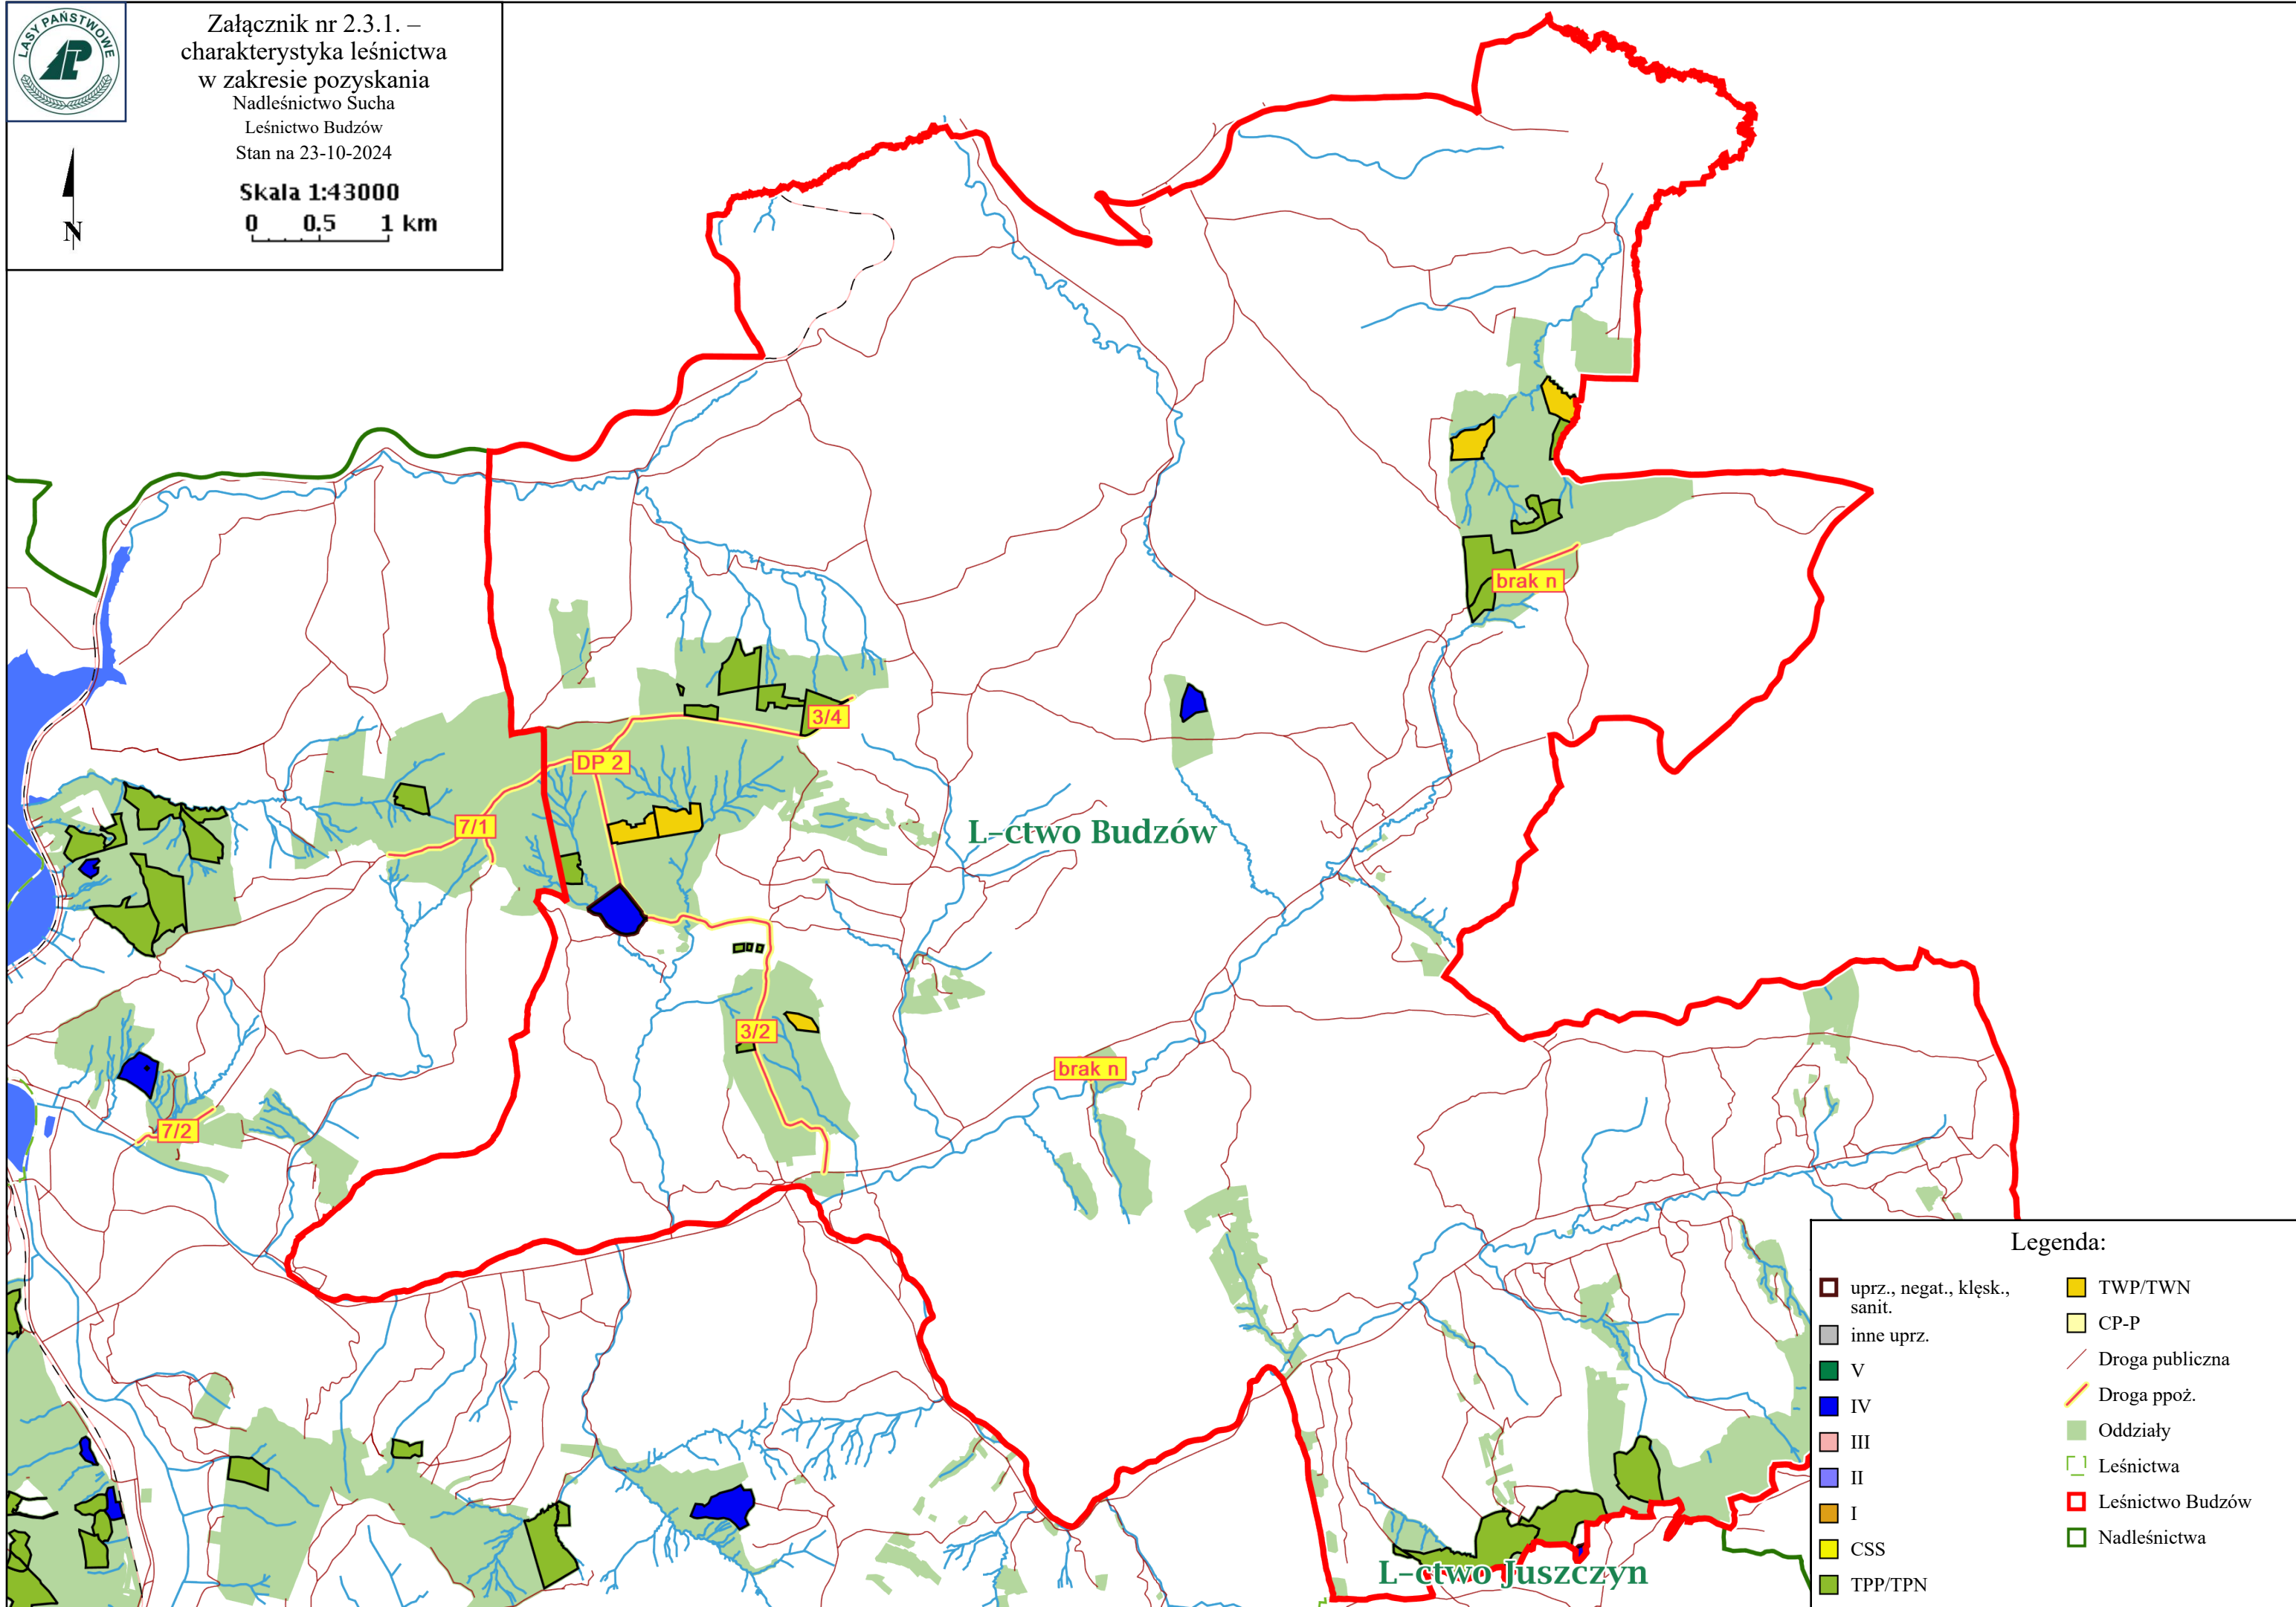 LASY PAŃSTWOWE
Załącznik nr 2.3.1. –
charakterystyka leśnictwa
w zakresie pozyskania
Nadleśnictwo Sucha
Leśnictwo Budzów
Stan na 23-10-2024
Skala 1:43000
0 0.5 1 km
N
brak n
3/4
DP 2
7/1
L-ctwo Budzów
3/2
brak n
7/2
L-ctwo Juszczyn
Legenda:
uprz., negat., klęsk.,
sanit.
inne uprz.
V
IV
III
II
I
CSS
TPP/TPN
TWP/TWN
CP-P
Droga publiczna
Droga ppoż.
Oddziały
Leśnictwa
Leśnictwo Budzów
Nadleśnictwa